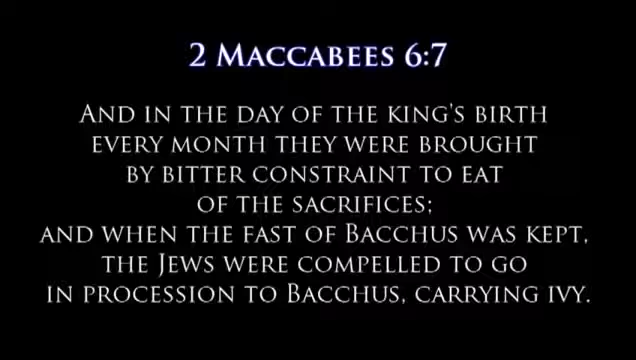 2 Maccabees 6:7
And in the day of the king's birth
every month they were brought
by bitter constraint to eat
of the sacrifices;
and when the fast of Bacchus was kept,
the Jews were compelled to go
in procession to Bacchus, carrying ivy.